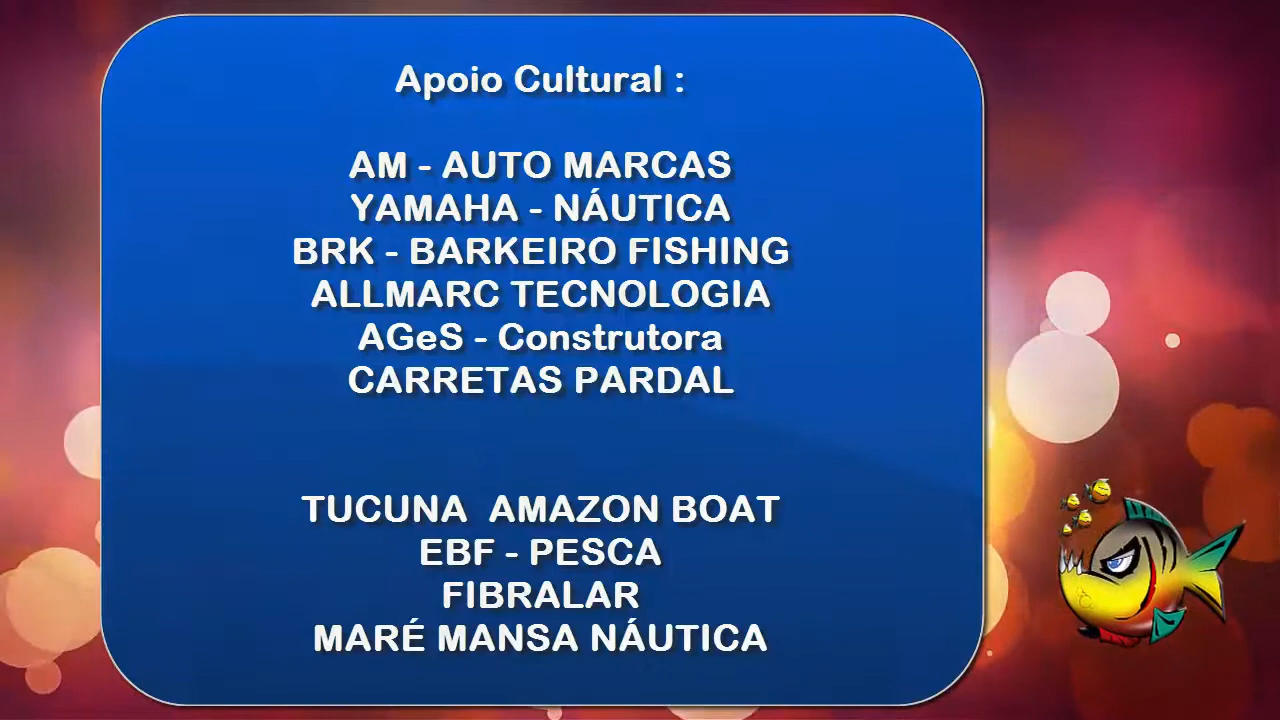 Apoio Cultural :
AM - AUTO MARCAS
YAMAHA - NÁUTICA
BRK - BARKEIRO FISHING
ALLMARC TECNOLOGIA
AGeS - Construtora
CARRETAS PARDAL
TUCUNA  AMAZON BOAT
EBF - PESCA
FIBRALAR
MARÉ MANSA NÁUTICA